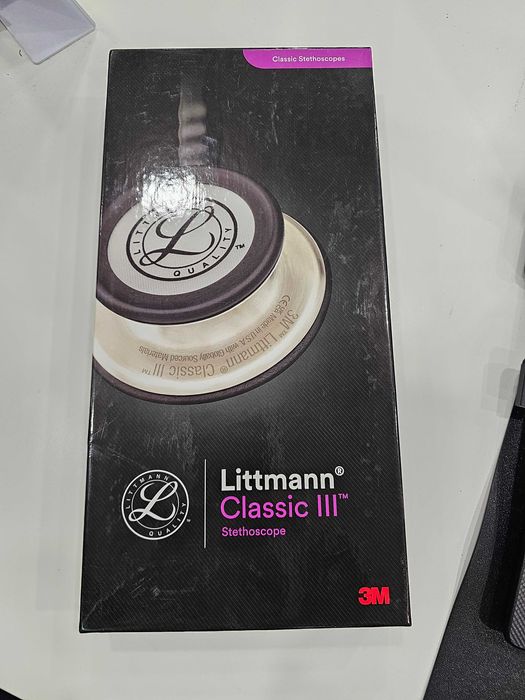 Classic Stethoscopes
LITTMANN
L
QUALITY™
3M™ Littmann® Classic III™
Made in USA with Globally Sourced Materials
LITTMANN
L
QUALITY®
Littmann®
Classic III™
Stethoscope
3M